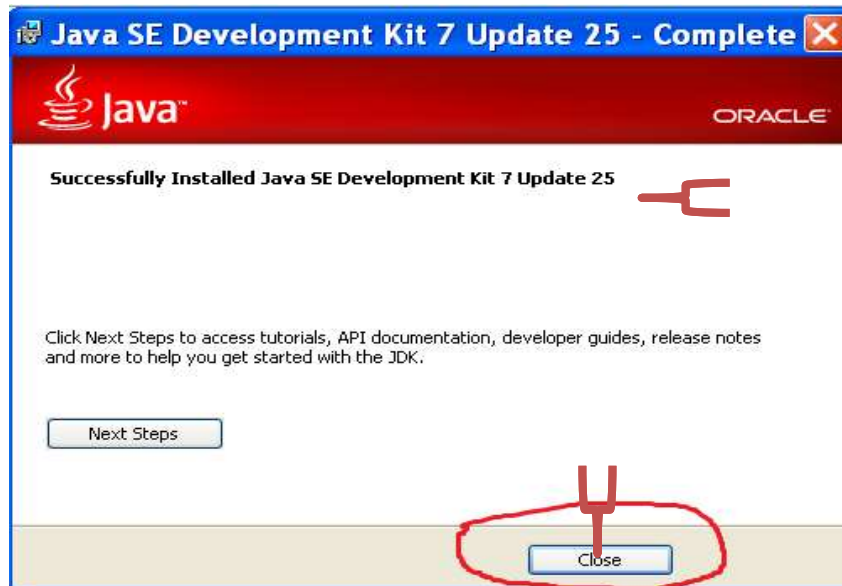 Java SE Development Kit 7 Update 25 - Complete
Java™
ORACLE
Successfully Installed Java SE Development Kit 7 Update 25
Click Next Steps to access tutorials, API documentation, developer guides, release notes
and more to help you get started with the JDK.
Next Steps
Close